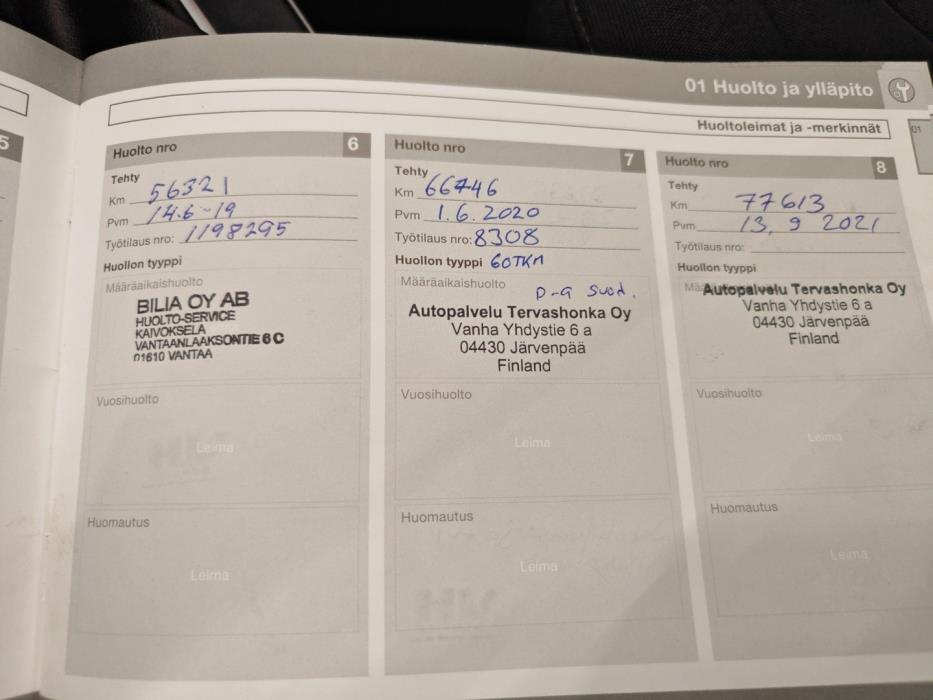 01 Huolto ja ylläpito
Huoltoleimat ja -merkinnät
01
5
Huolto nro 6
Tehty
Km 56321
Pvm 14.6-19
Työtilaus nro: 1198295
Huollon tyyppi
Määräaikaishuolto
BILIA OY AB
HUOLTO-SERVICE
KAIVOKSELA
VANTAANLAAKSONTIE 6 C
01610 VANTAA
Vuosihuolto
Leima
Huomautus
Leima
Huolto nro 7
Tehty
Km 66746
Pvm 1.6.2020
Työtilaus nro: 8308
Huollon tyyppi 60TKM
Määräaikaishuolto
D-a suod.
Autopalvelu Tervashonka Oy
Vanha Yhdystie 6 a
04430 Järvenpää
Finland
Vuosihuolto
Leima
Huomautus
Leima
Huolto nro 8
Tehty
Km 77613
Pvm 13. 9 2021
Työtilaus nro:
Huollon tyyppi
Autopalvelu Tervashonka Oy
Vanha Yhdystie 6 a
04430 Järvenpää
Finland
Vuosihuolto
Leima
Huomautus
Leima